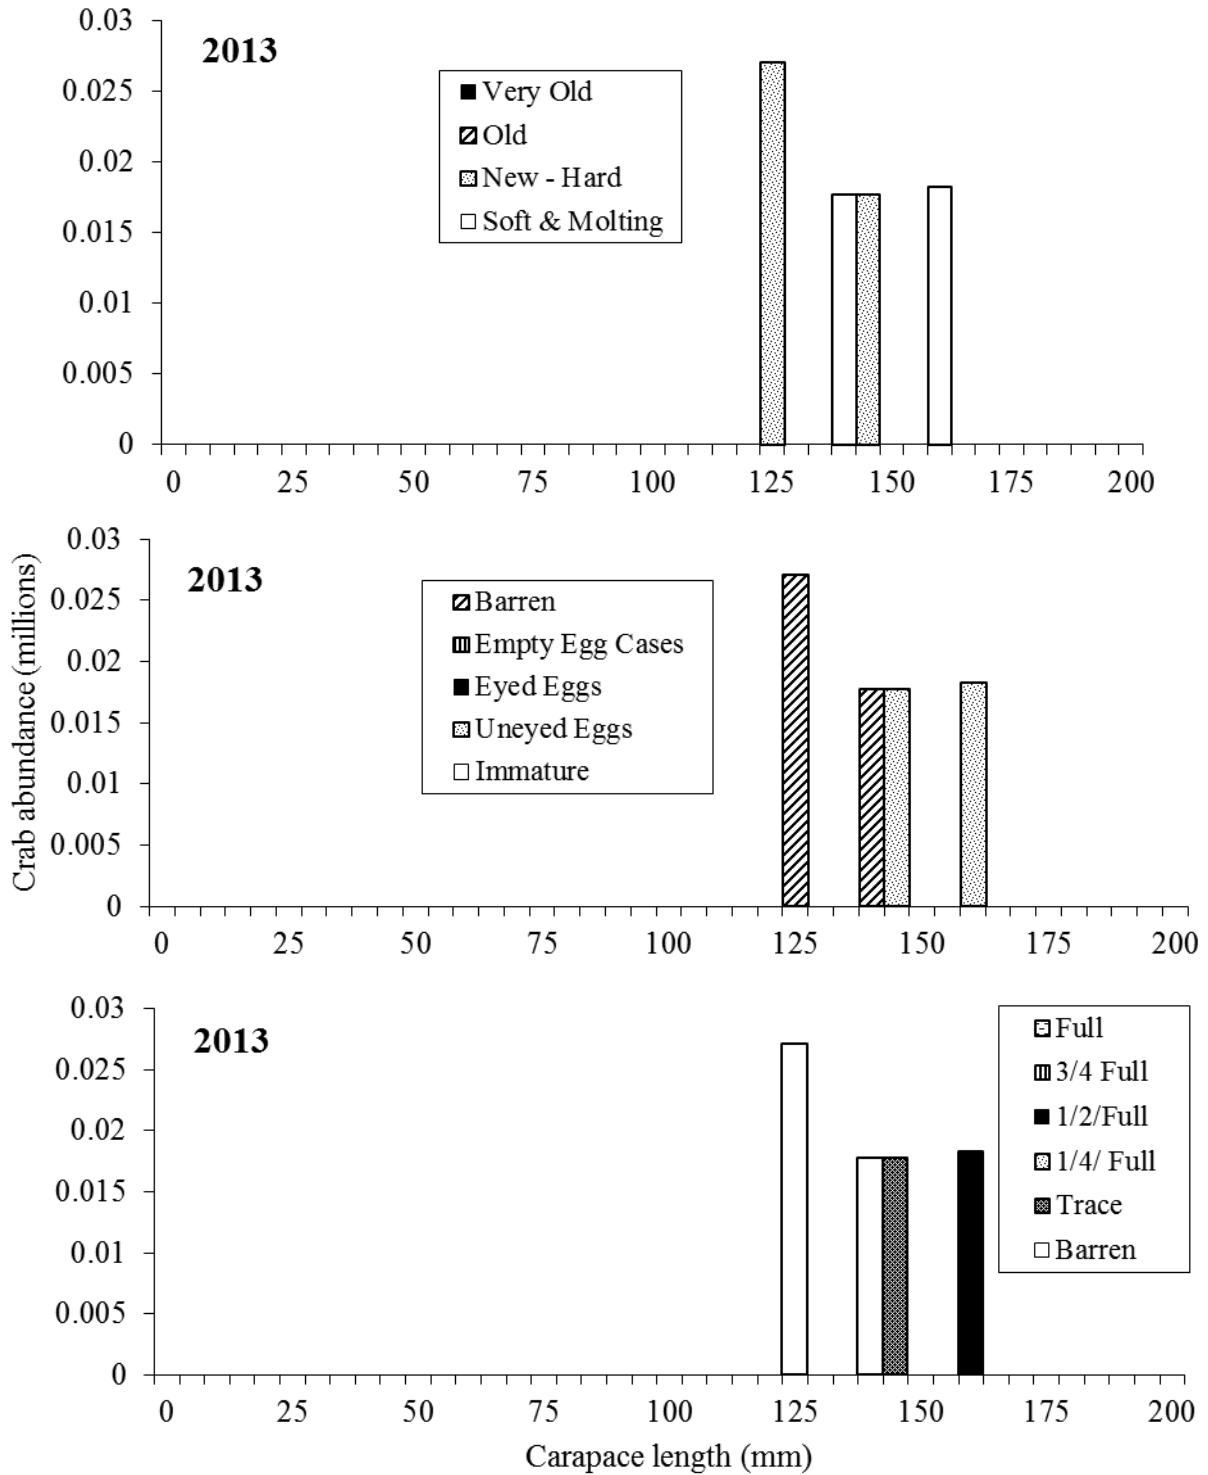 0.03
2013
0.025
0.02
0.015
0.01
0.005
0
Very Old
Old
New - Hard
Soft & Molting
0 25 50 75 100 125 150 175 200
Crab abundance (millions)
0.03
2013
0.025
0.02
0.015
0.01
0.005
0
Barren
Empty Egg Cases
Eyed Eggs
Uneyed Eggs
Immature
0 25 50 75 100 125 150 175 200
0.03
2013
0.025
0.02
0.015
0.01
0.005
0
Full
3/4 Full
1/2/Full
1/4/ Full
Trace
Barren
0 25 50 75 100 125 150 175 200
Carapace length (mm)